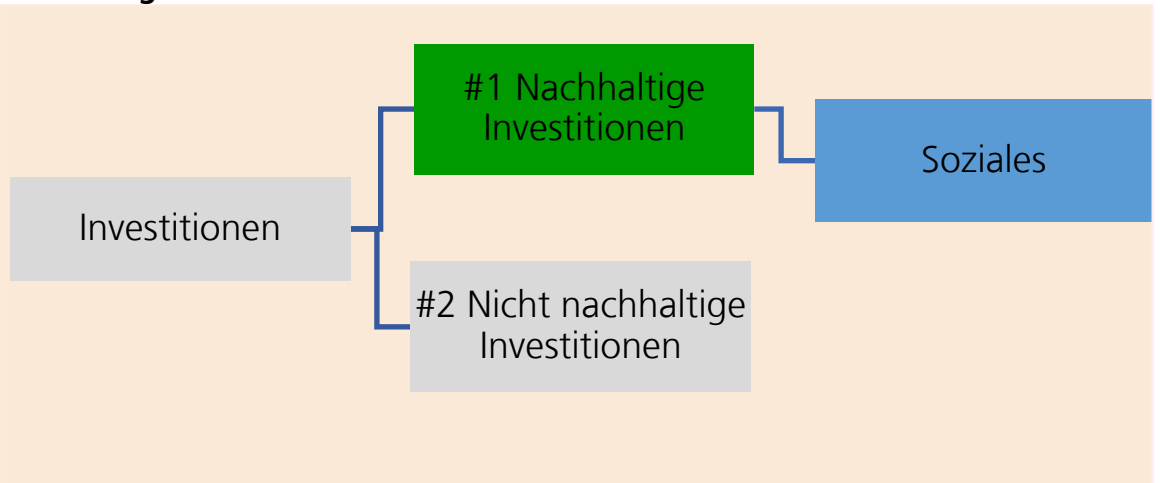 #1 Nachhaltige
Investitionen
Soziales
Investitionen
#2 Nicht nachhaltige
Investitionen